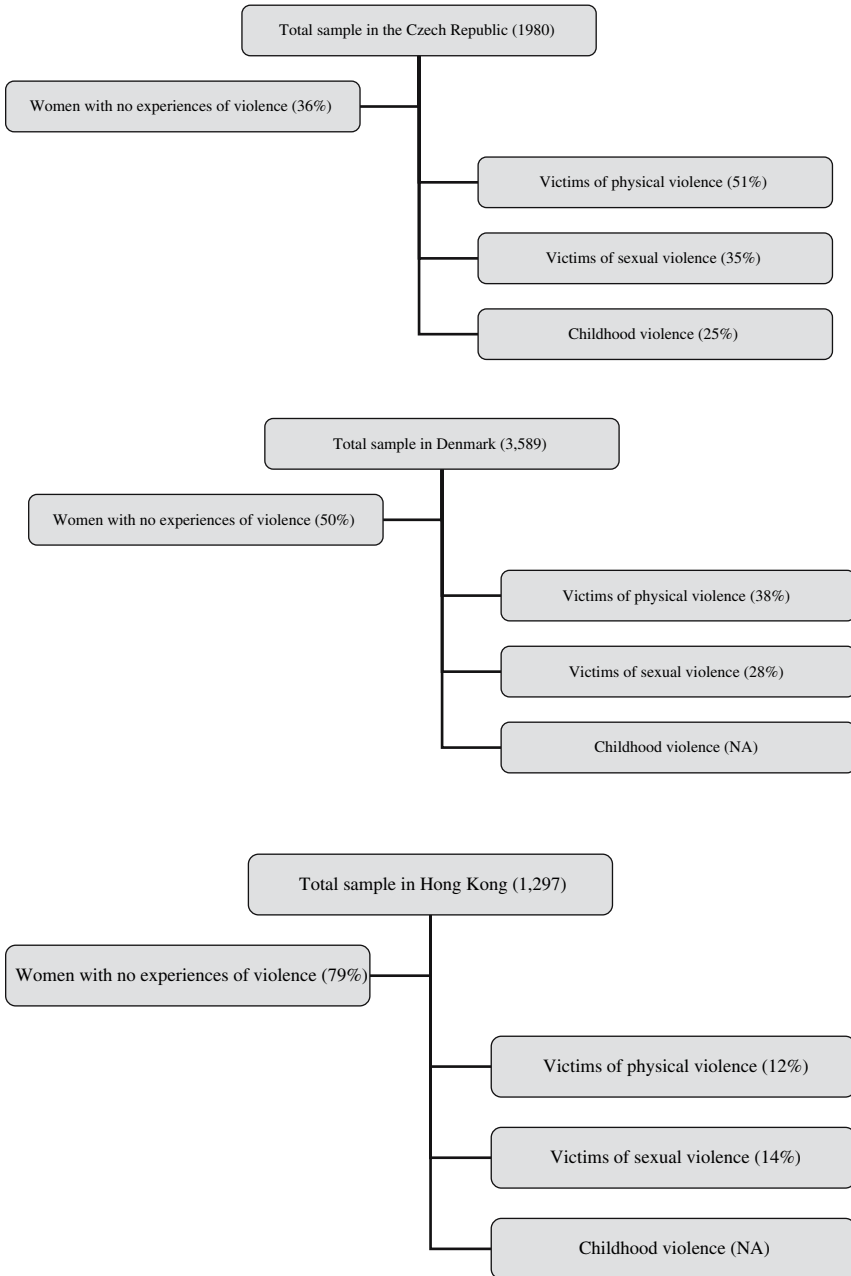 Total sample in the Czech Republic (1980)
Women with no experiences of violence (36%)
Victims of physical violence (51%)
Victims of sexual violence (35%)
Childhood violence (25%)
Total sample in Denmark (3,589)
Women with no experiences of violence (50%)
Victims of physical violence (38%)
Victims of sexual violence (28%)
Childhood violence (NA)
Total sample in Hong Kong (1,297)
Women with no experiences of violence (79%)
Victims of physical violence (12%)
Victims of sexual violence (14%)
Childhood violence (NA)